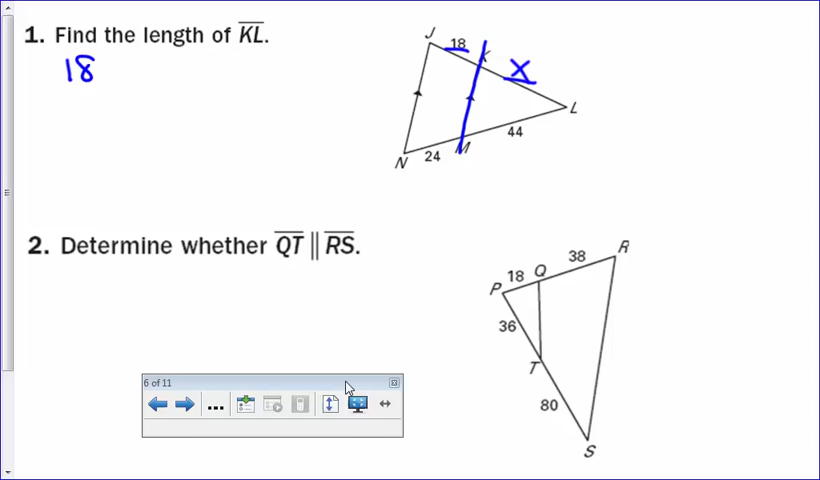 1. Find the length of KL.
18
J
18
K
X
L
44
M
24
N
2. Determine whether QT || RS.
R
38
Q
18
P
36
T
80
S
6 of 11
...